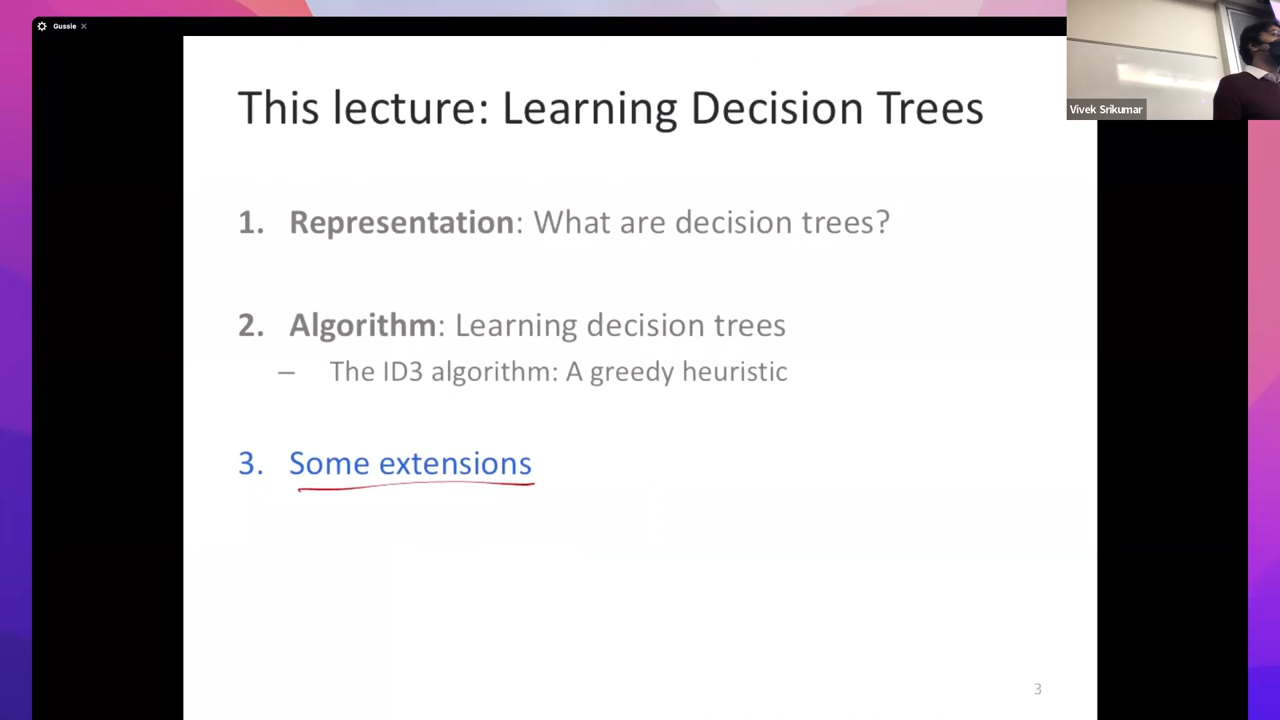 Gussie
Vivek Srikumar
This lecture: Learning Decision Trees
1. Representation: What are decision trees?
2. Algorithm: Learning decision trees
– The ID3 algorithm: A greedy heuristic
3. Some extensions
3